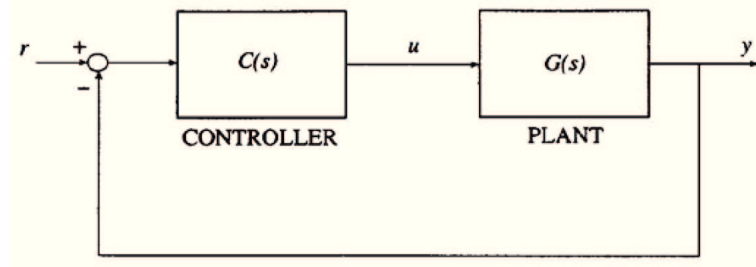 r + C(s) u G(s) y
−
CONTROLLER PLANT